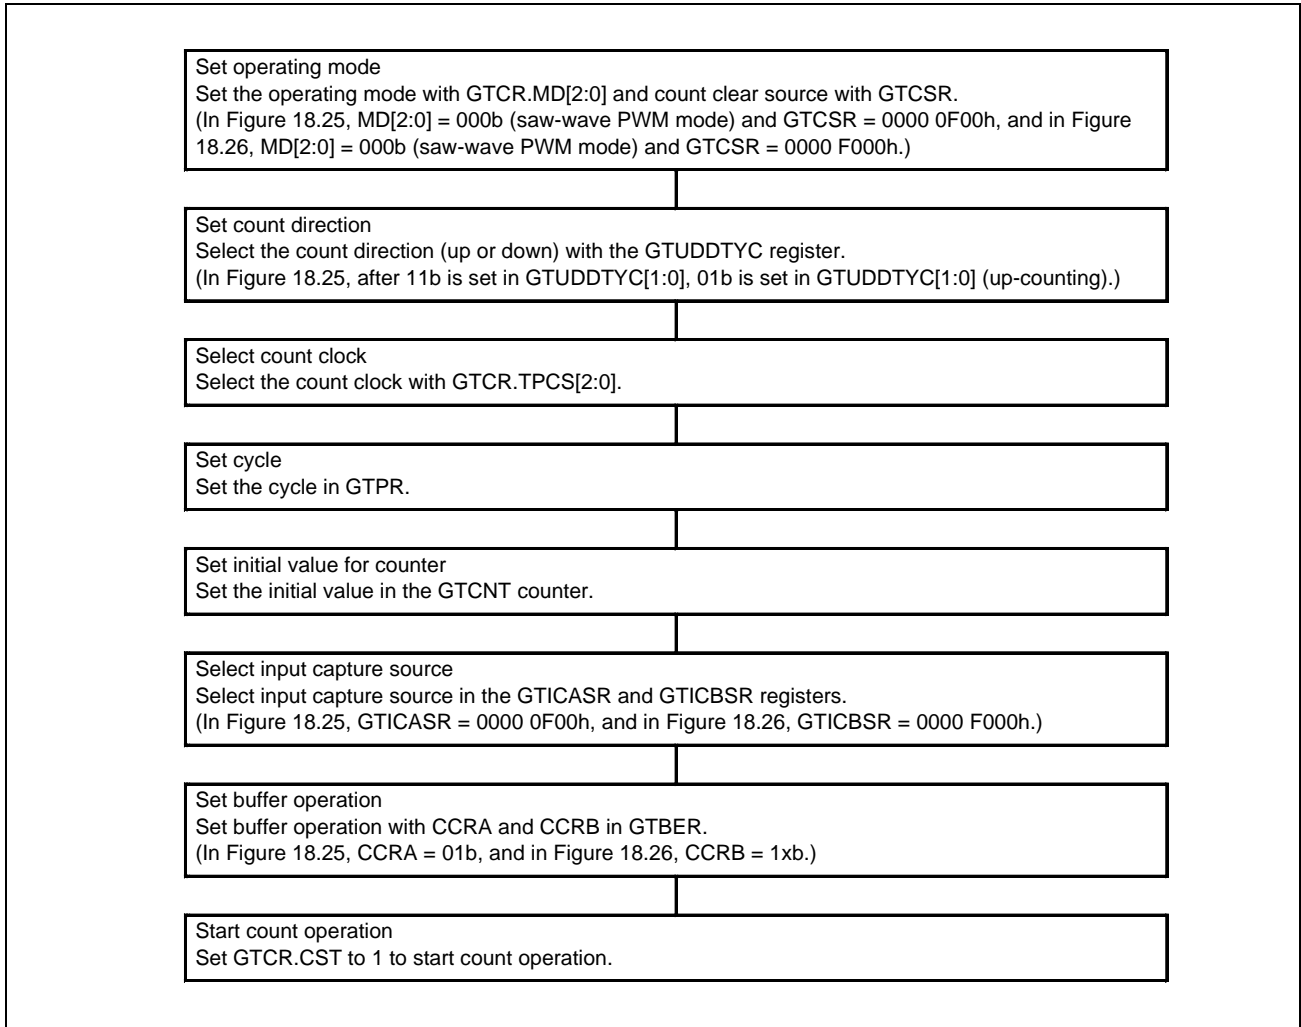 Set operating mode
Set the operating mode with GTCR.MD[2:0] and count clear source with GTCSR.
(In Figure 18.25, MD[2:0] = 000b (saw-wave PWM mode) and GTCSR = 0000 0F00h, and in Figure
18.26, MD[2:0] = 000b (saw-wave PWM mode) and GTCSR = 0000 F000h.)
Set count direction
Select the count direction (up or down) with the GTUDDTYC register.
(In Figure 18.25, after 11b is set in GTUDDTYC[1:0], 01b is set in GTUDDTYC[1:0] (up-counting).)
Select count clock
Select the count clock with GTCR.TPCS[2:0].
Set cycle
Set the cycle in GTPR.
Set initial value for counter
Set the initial value in the GTCNT counter.
Select input capture source
Select input capture source in the GTICASR and GTICBSR registers.
(In Figure 18.25, GTICASR = 0000 0F00h, and in Figure 18.26, GTICBSR = 0000 F000h.)
Set buffer operation
Set buffer operation with CCRA and CCRB in GTBER.
(In Figure 18.25, CCRA = 01b, and in Figure 18.26, CCRB = 1xb.)
Start count operation
Set GTCR.CST to 1 to start count operation.